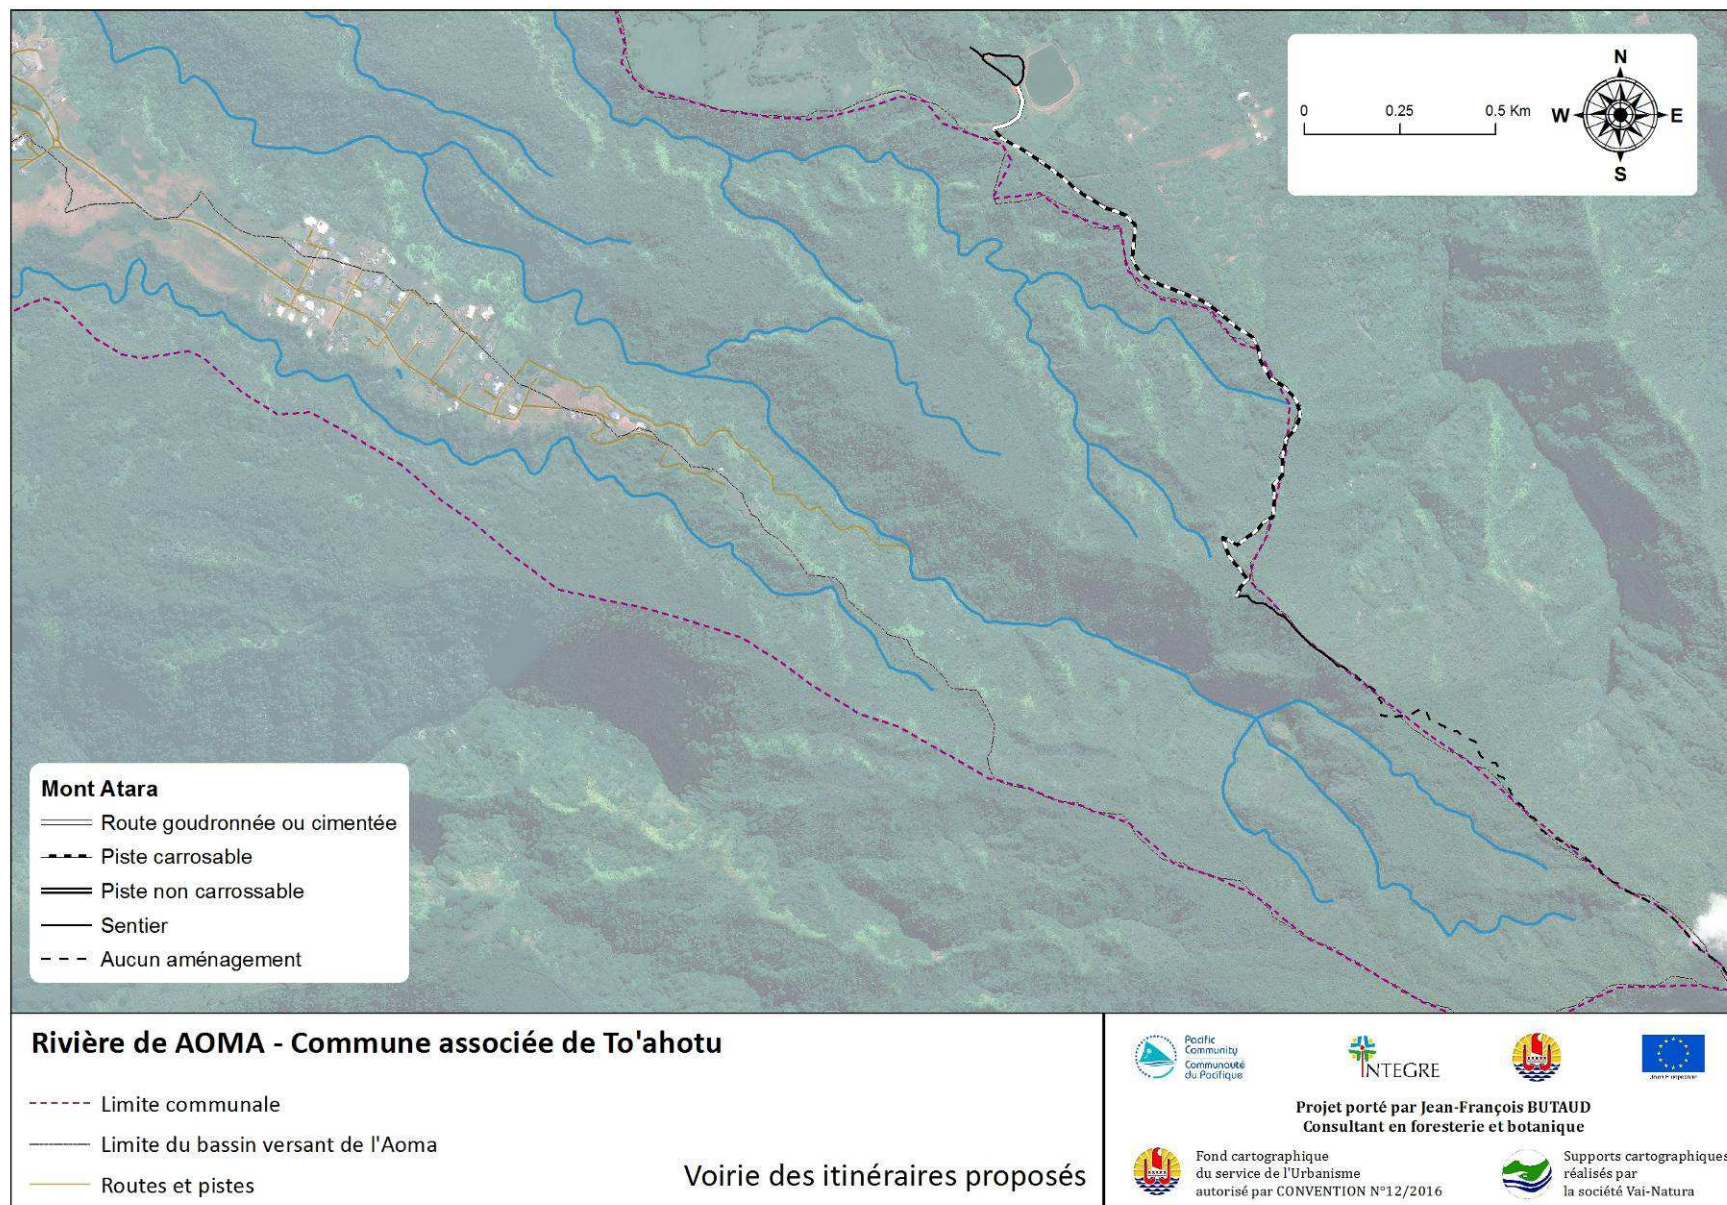 N
W
E
S
0
0.25
0.5 Km
Mont Atara
Route goudronnée ou cimentée
Piste carrosable
Piste non carrossable
Sentier
Aucun aménagement
Rivière de AOMA - Commune associée de To'ahotu
Limite communale
Limite du bassin versant de l'Aoma
Routes et pistes
Voirie des itinéraires proposés
Pacific
Community
Communauté
du Pacifique
INTEGRE
Projet porté par Jean-François BUTAUD
Consultant en foresterie et botanique
Fond cartographique
du service de l'Urbanisme
autorisé par CONVENTION N°12/2016
Supports cartographiques
réalisés par
la société Vai-Natura